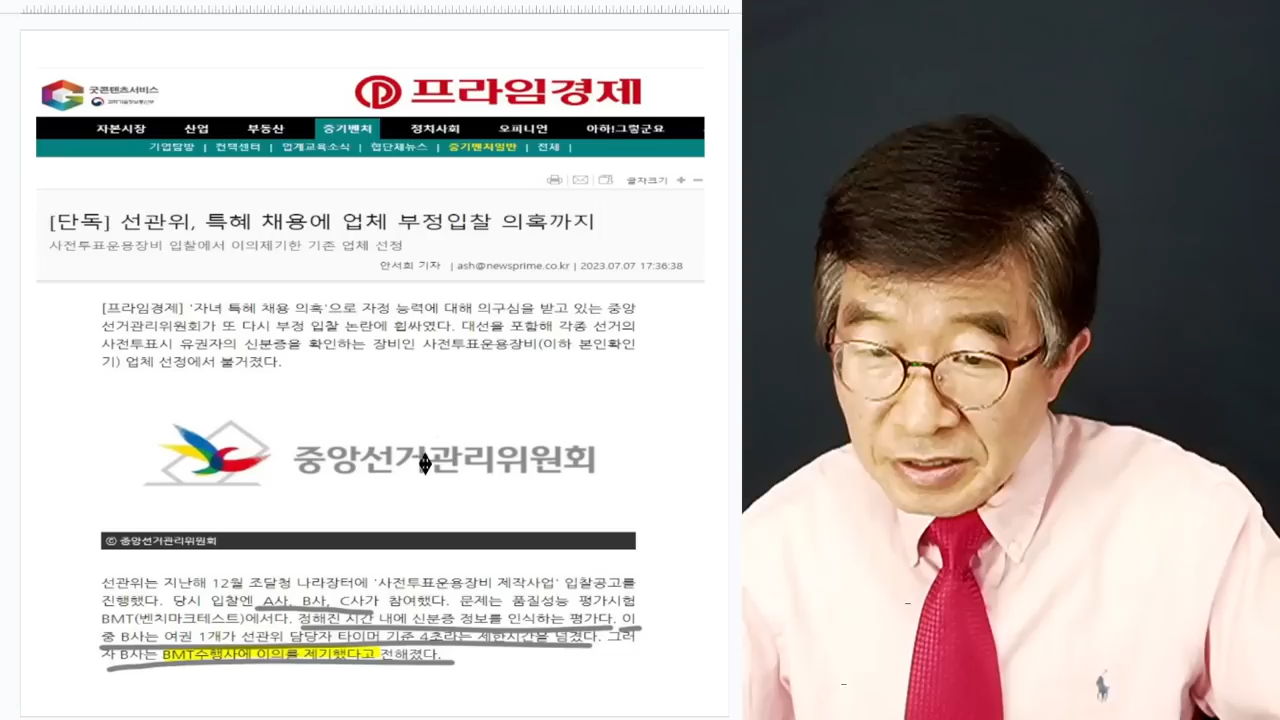 굿콘텐츠서비스
과학기술정보통신부
프라임경제
자본시장 산업 부동산 중기벤처 정치사회 오피니언 아하!그렇군요
기업탐방 | 컨택센터 | 업계교육소식 | 협단체뉴스 | 중기벤처일반 | 전체 |
글자크기 + -
[단독] 선관위, 특혜 채용에 업체 부정입찰 의혹까지
사전투표운용장비 입찰에서 이의제기한 기존 업체 선정
안서희 기자 | ash@newsprime.co.kr | 2023.07.07 17:36:38
[프라임경제] '자녀 특혜 채용 의혹'으로 자정 능력에 대해 의구심을 받고 있는 중앙
선거관리위원회가 또 다시 부정 입찰 논란에 휩싸였다. 대선을 포함해 각종 선거의
사전투표시 유권자의 신분증을 확인하는 장비인 사전투표운용장비(이하 본인확인
기) 업체 선정에서 불거졌다.
중앙선거관리위원회
© 중앙선거관리위원회
선관위는 지난해 12월 조달청 나라장터에 '사전투표운용장비 제작사업' 입찰공고를
진행했다. 당시 입찰엔 A사, B사, C사가 참여했다. 문제는 품질성능 평가시험
BMT(벤치마크테스트)에서다. 정해진 시간 내에 신분증 정보를 인식하는 평가다. 이
중 B사는 여권 1개가 선관위 담당자 타이머 기준 4초라는 제한시간을 넘겼다. 그러
자 B사는 BMT수행사에 이의를 제기했다고 전해졌다.